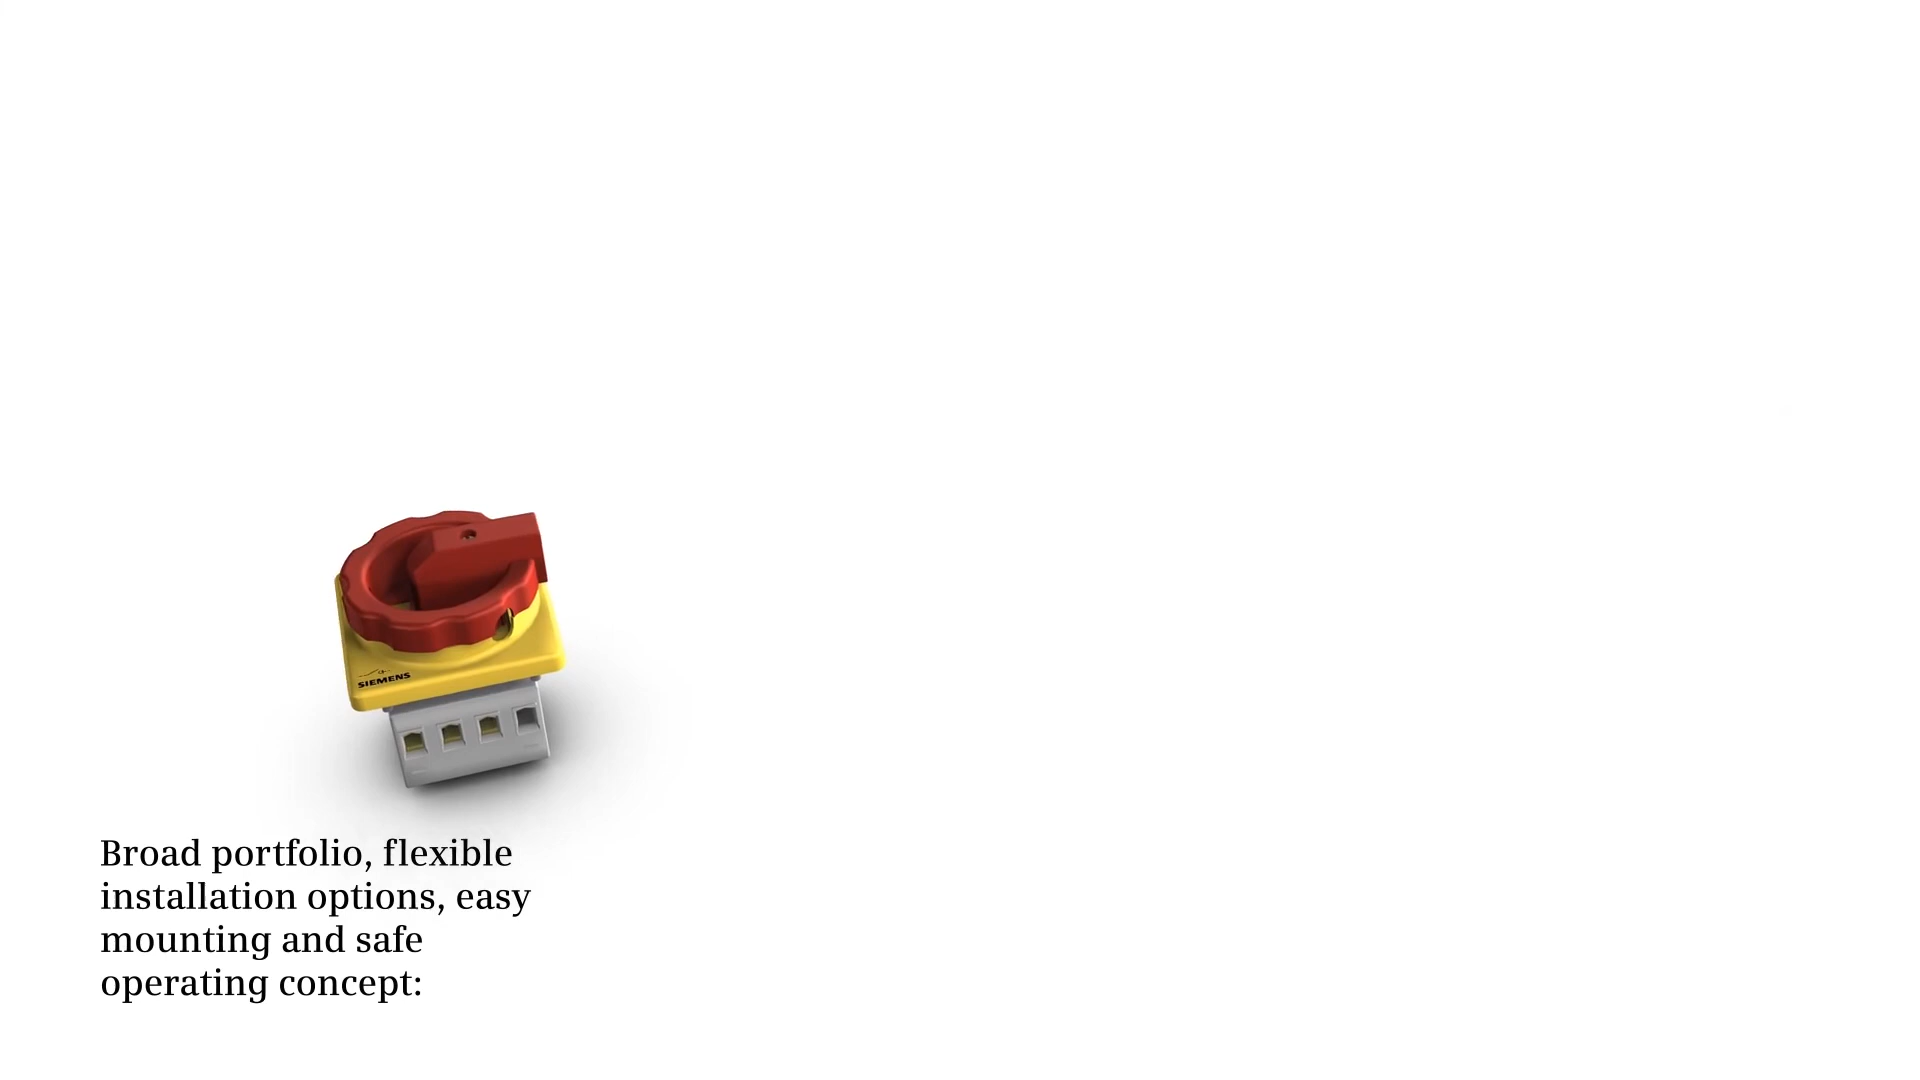 SIEMENS
Broad portfolio, flexible
installation options, easy
mounting and safe
operating concept: